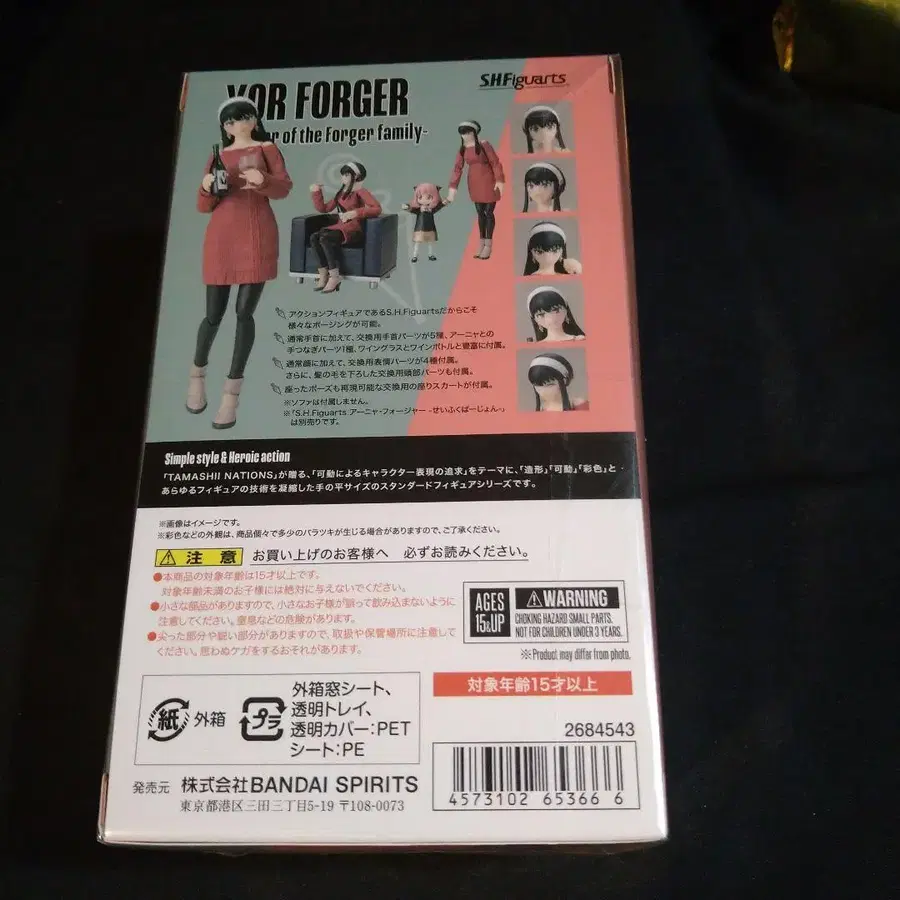 YOR FORGER
S.H.Figuarts
of the Forger family-
アクションフィギュアであるS.H.Figuartsだからこそ
様々なポージングが可能。
通常手首に加えて、交換用手首パーツが5種、アーニャとの
手つなぎパーツ1種、ワイングラスとワインボトルと豊富に付属。
通常顔に加えて、交換用表情パーツが4種付属。
さらに、髪の毛を下ろした交換用頭部パーツも付属。
座ったポーズも再現可能な交換用の座りスカートが付属。
※ソファは付属しません。
※「S.H.Figuarts アーニャ・フォージャー -せいふくばーじょん-」
は別売りです。
Simple style & Heroic action
「TAMASHII NATIONS」が贈る、「可動によるキャラクター表現の追求」をテーマに、「造形」「可動」「彩色」と
あらゆるフィギュアの技術を凝縮した手の平サイズのスタンダードフィギュアシリーズです。
※画像はイメージです。
※彩色などの外観は、商品個々で多少のバラツキが生じる場合がありますので、ご了承ください。
注意 お買い上げのお客様へ 必ずお読みください。
●本商品の対象年齢は15才以上です。
対象年齢未満のお子様には絶対に与えないでください。
●小さな部品がありますので、小さなお子様が誤って飲み込まないように
注意してください。窒息などの危険があります。
●尖った部分や鋭い部分がありますので、取扱や保管場所に注意して
ください。思わぬケガをするおそれがあります。
AGES
15&UP
WARNING
CHOKING HAZARD SMALL PARTS.
NOT FOR CHILDREN UNDER 3 YEARS.
※Product may differ from photo.
対象年齢15才以上
紙 外箱
プラ
外箱窓シート、
透明トレイ、
透明カバー:PET
シート:PE
2684543
4573102 65366 6
発売元 株式会社BANDAI SPIRITS
東京都港区三田三丁目5-19 〒108-0073